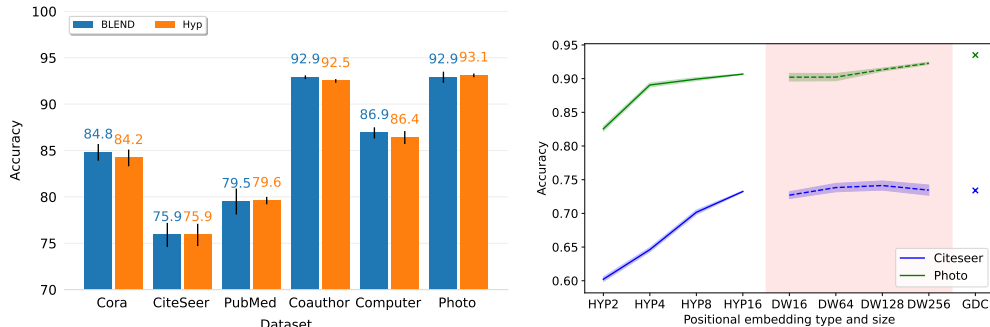 100
95
90
85
80
75
70
Accuracy
BLEND Hyp
84.8 84.2
75.9 75.9
79.5 79.6
92.9 92.5
86.9 86.4
92.9 93.1
Cora CiteSeer PubMed Coauthor Computer Photo
Dataset
0.95
0.90
0.85
0.80
0.75
0.70
0.65
0.60
Accuracy
Citeseer
Photo
HYP2 HYP4 HYP8 HYP16 DW16 DW64 DW128 DW256 GDC
Positional embedding type and size